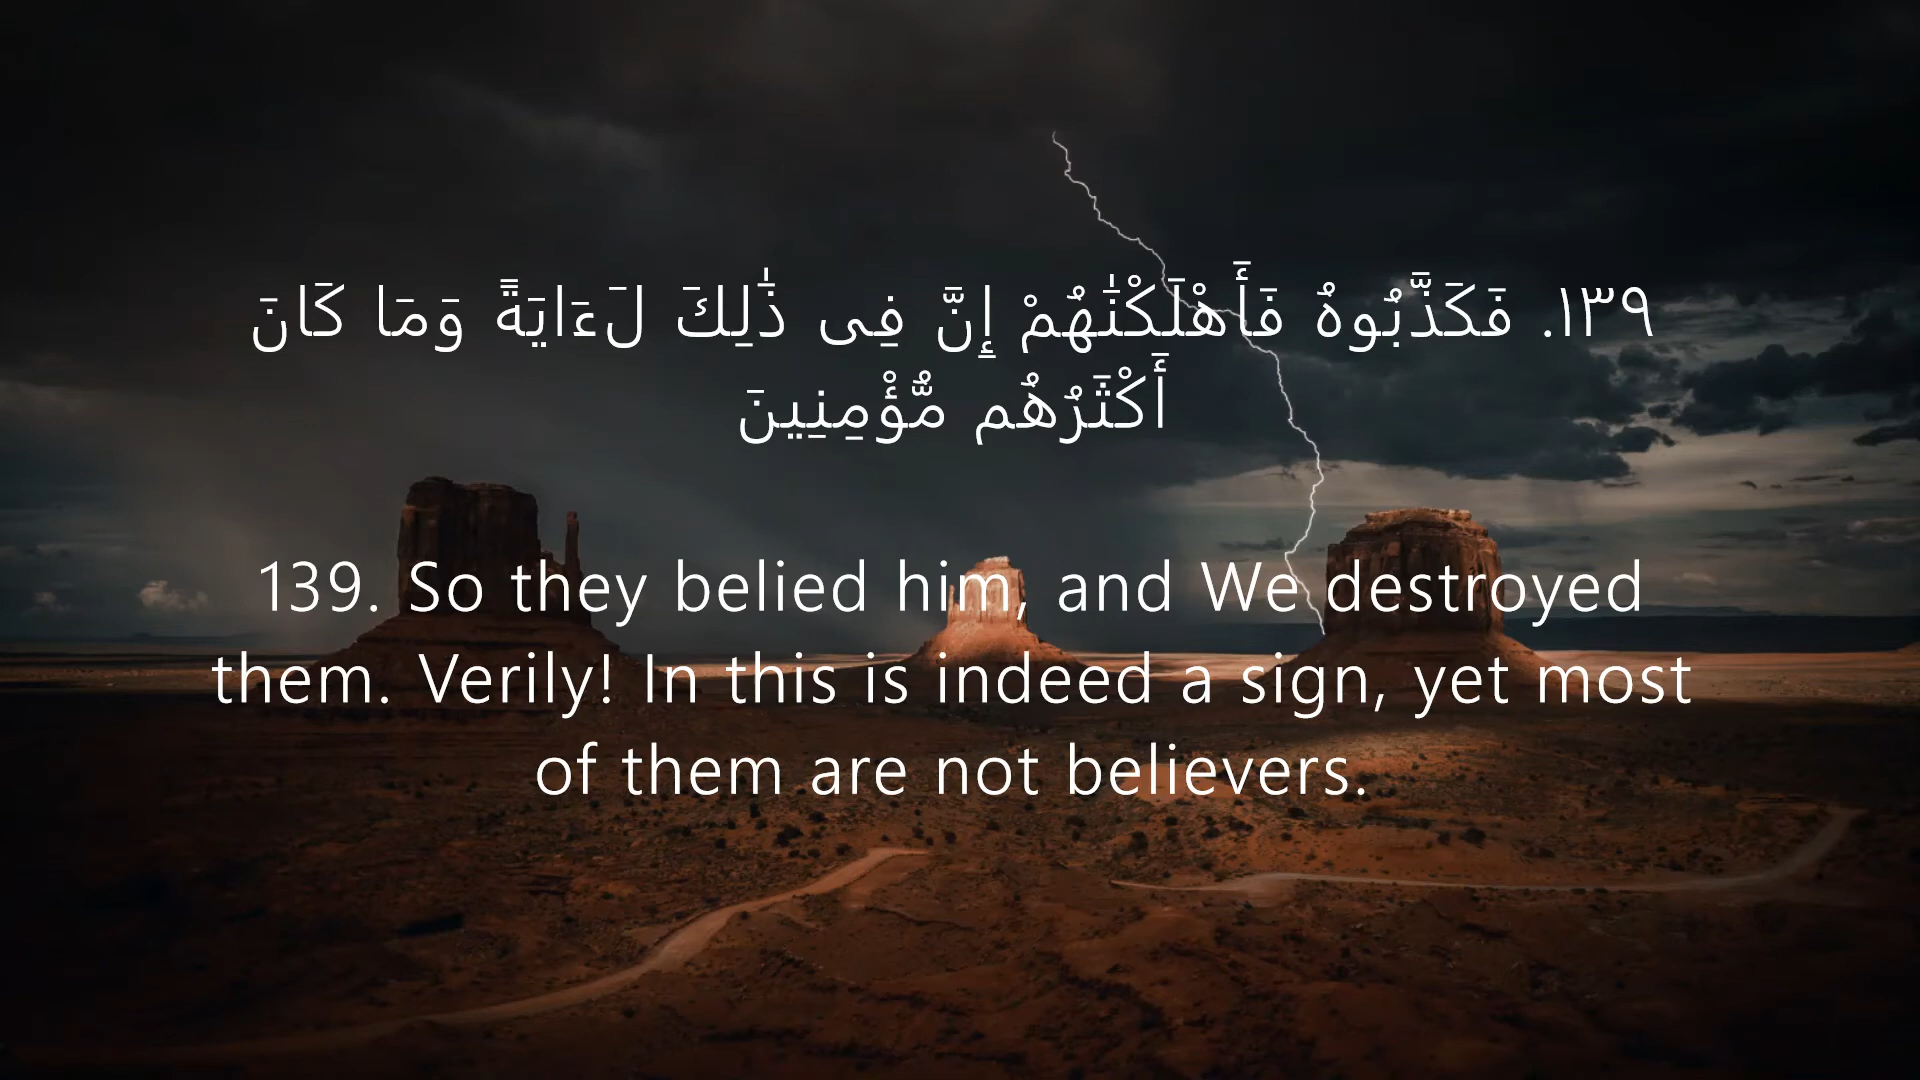 ١٣٩. فَكَذَّبُوهُ فَأَهْلَكْنَٰهُمْ إِنَّ فِى ذَٰلِكَ لَءَايَةً وَمَا كَانَ
أَكْثَرُهُم مُّؤْمِنِينَ
139. So they belied him, and We destroyed
them. Verily! In this is indeed a sign, yet most
of them are not believers.